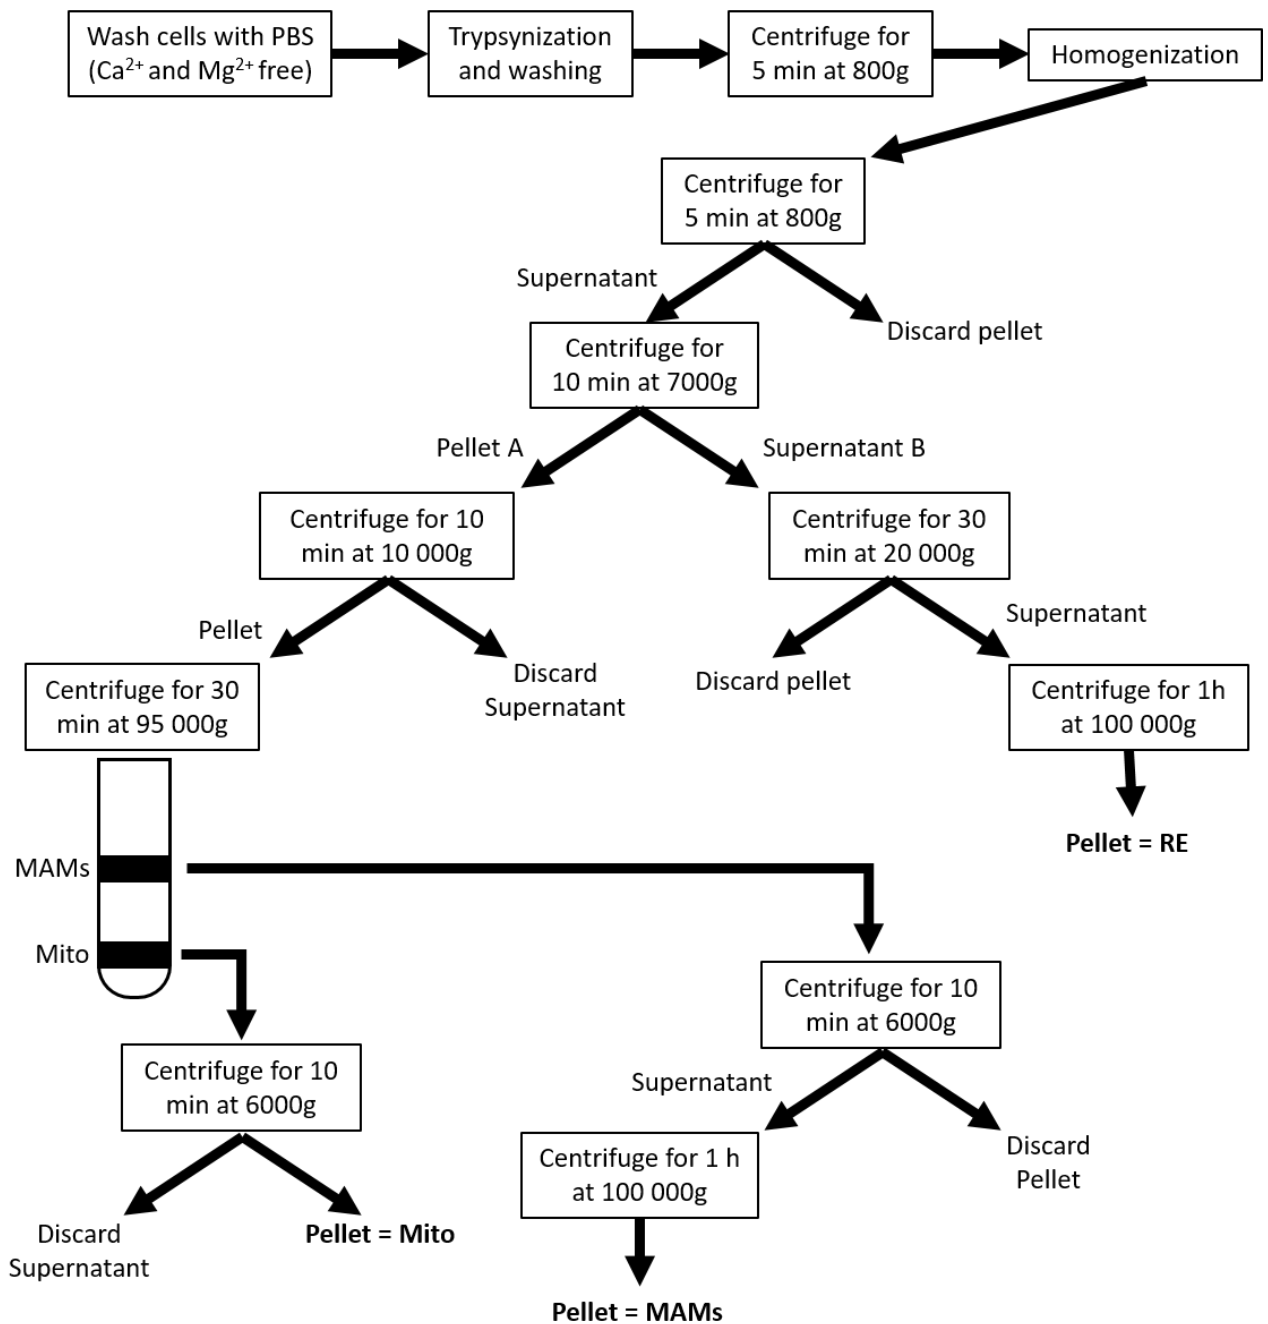 Wash cells with PBS
(Ca²⁺ and Mg²⁺ free)
Trypsynization
and washing
Centrifuge for
5 min at 800g
Homogenization
Centrifuge for
5 min at 800g
Supernatant
Discard pellet
Centrifuge for
10 min at 7000g
Pellet A
Supernatant B
Centrifuge for 10
min at 10 000g
Centrifuge for 30
min at 20 000g
Pellet
Discard
Supernatant
Discard pellet
Supernatant
Centrifuge for 30
min at 95 000g
Centrifuge for 1h
at 100 000g
Pellet = RE
MAMs
Mito
Centrifuge for 10
min at 6000g
Discard
Supernatant
Pellet = Mito
Centrifuge for 10
min at 6000g
Supernatant
Discard
Pellet
Centrifuge for 1 h
at 100 000g
Pellet = MAMs